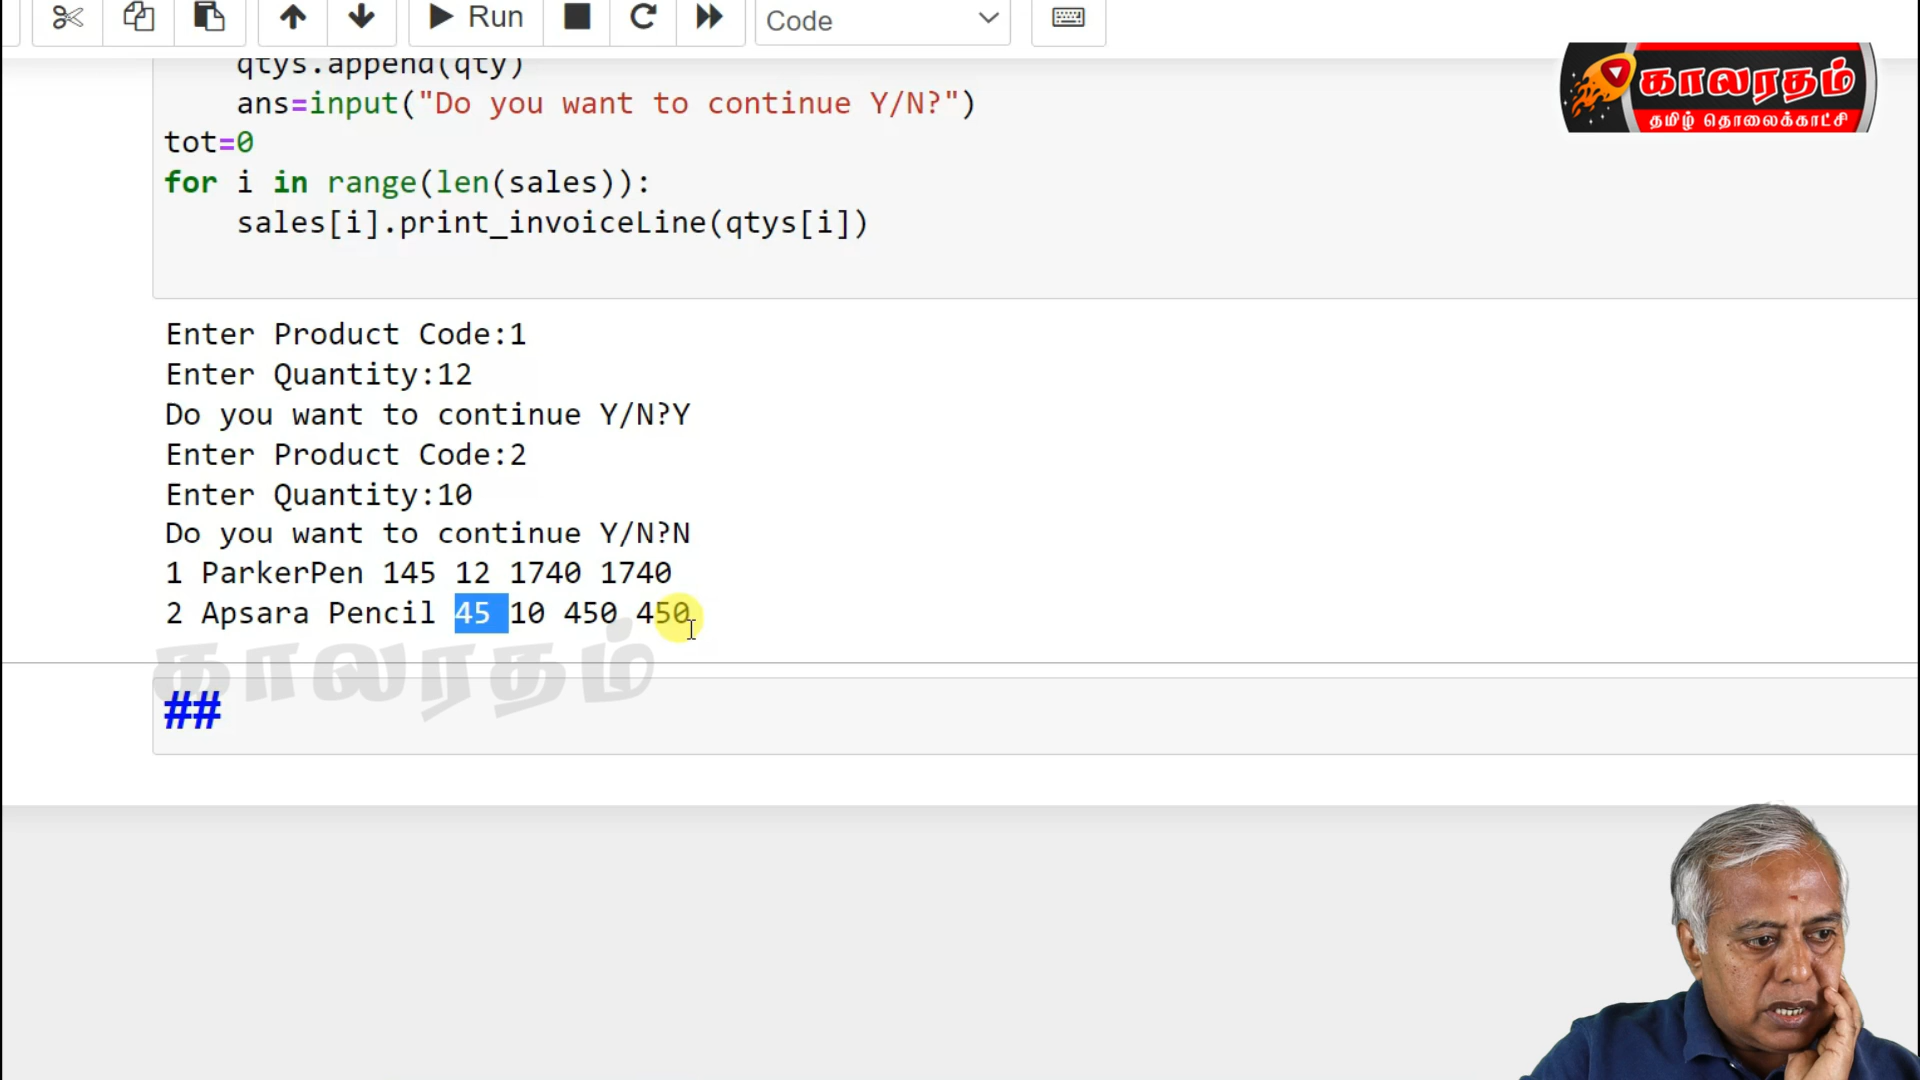 Run
Code
காலரதம்
தமிழ் தொலைக்காட்சி
qtys.append(qty)
ans=input("Do you want to continue Y/N?")
tot=0
for i in range(len(sales)):
sales[i].print_invoiceLine(qtys[i])
Enter Product Code:1
Enter Quantity:12
Do you want to continue Y/N?Y
Enter Product Code:2
Enter Quantity:10
Do you want to continue Y/N?N
1 ParkerPen 145 12 1740 1740
2 Apsara Pencil 45 10 450 450
காலரதம்
##